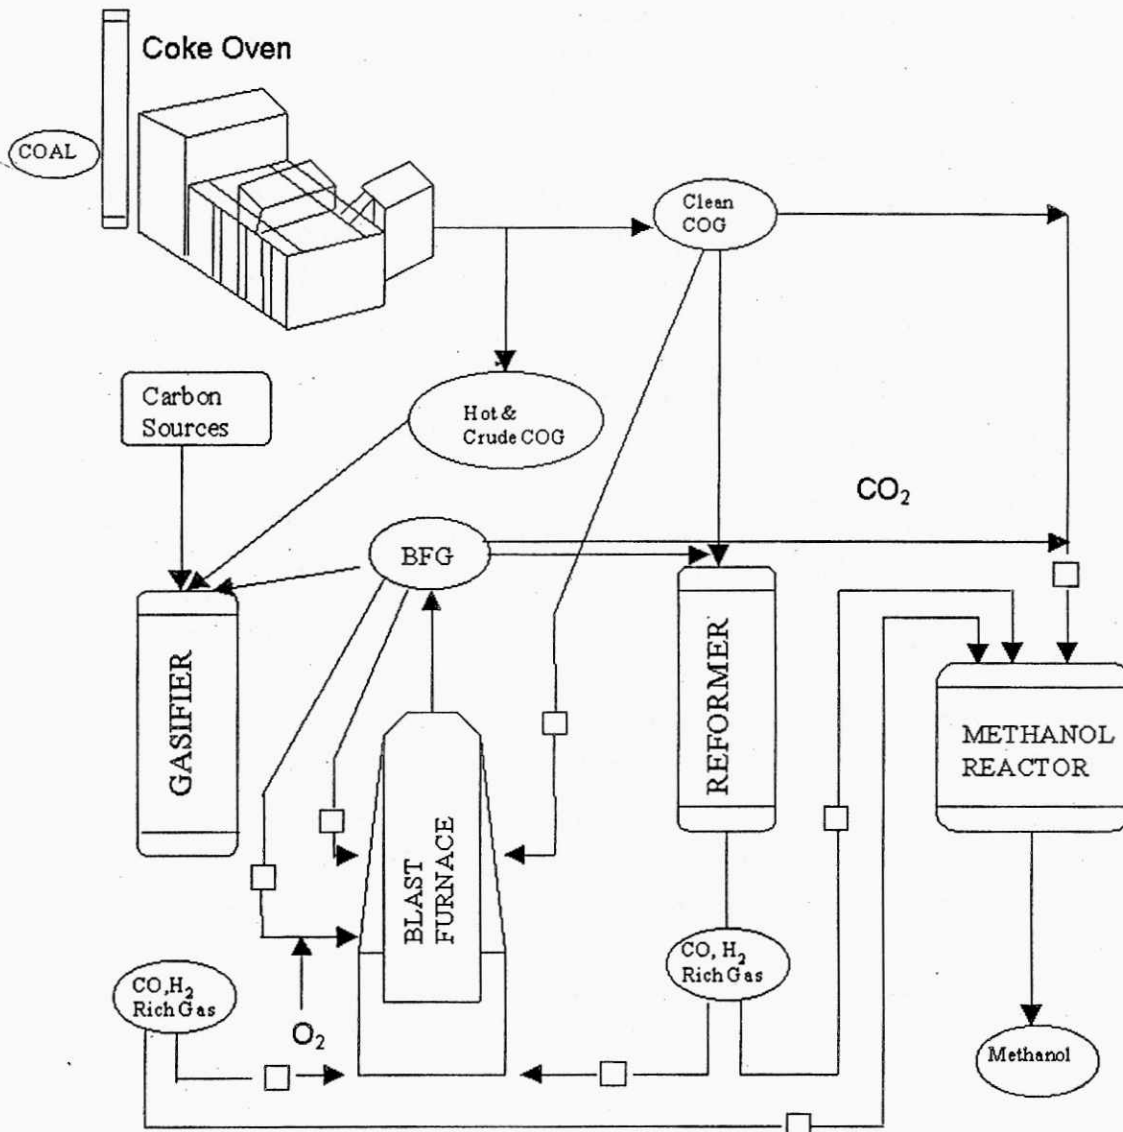 Coke Oven
COAL
Clean
COG
Carbon
Sources
Hot &
Crude COG
CO₂
BFG
GASIFIER
REFORMER
METHANOL
REACTOR
BLAST
FURNACE
CO, H₂
Rich Gas
CO,H₂
Rich Gas
O₂
Methanol